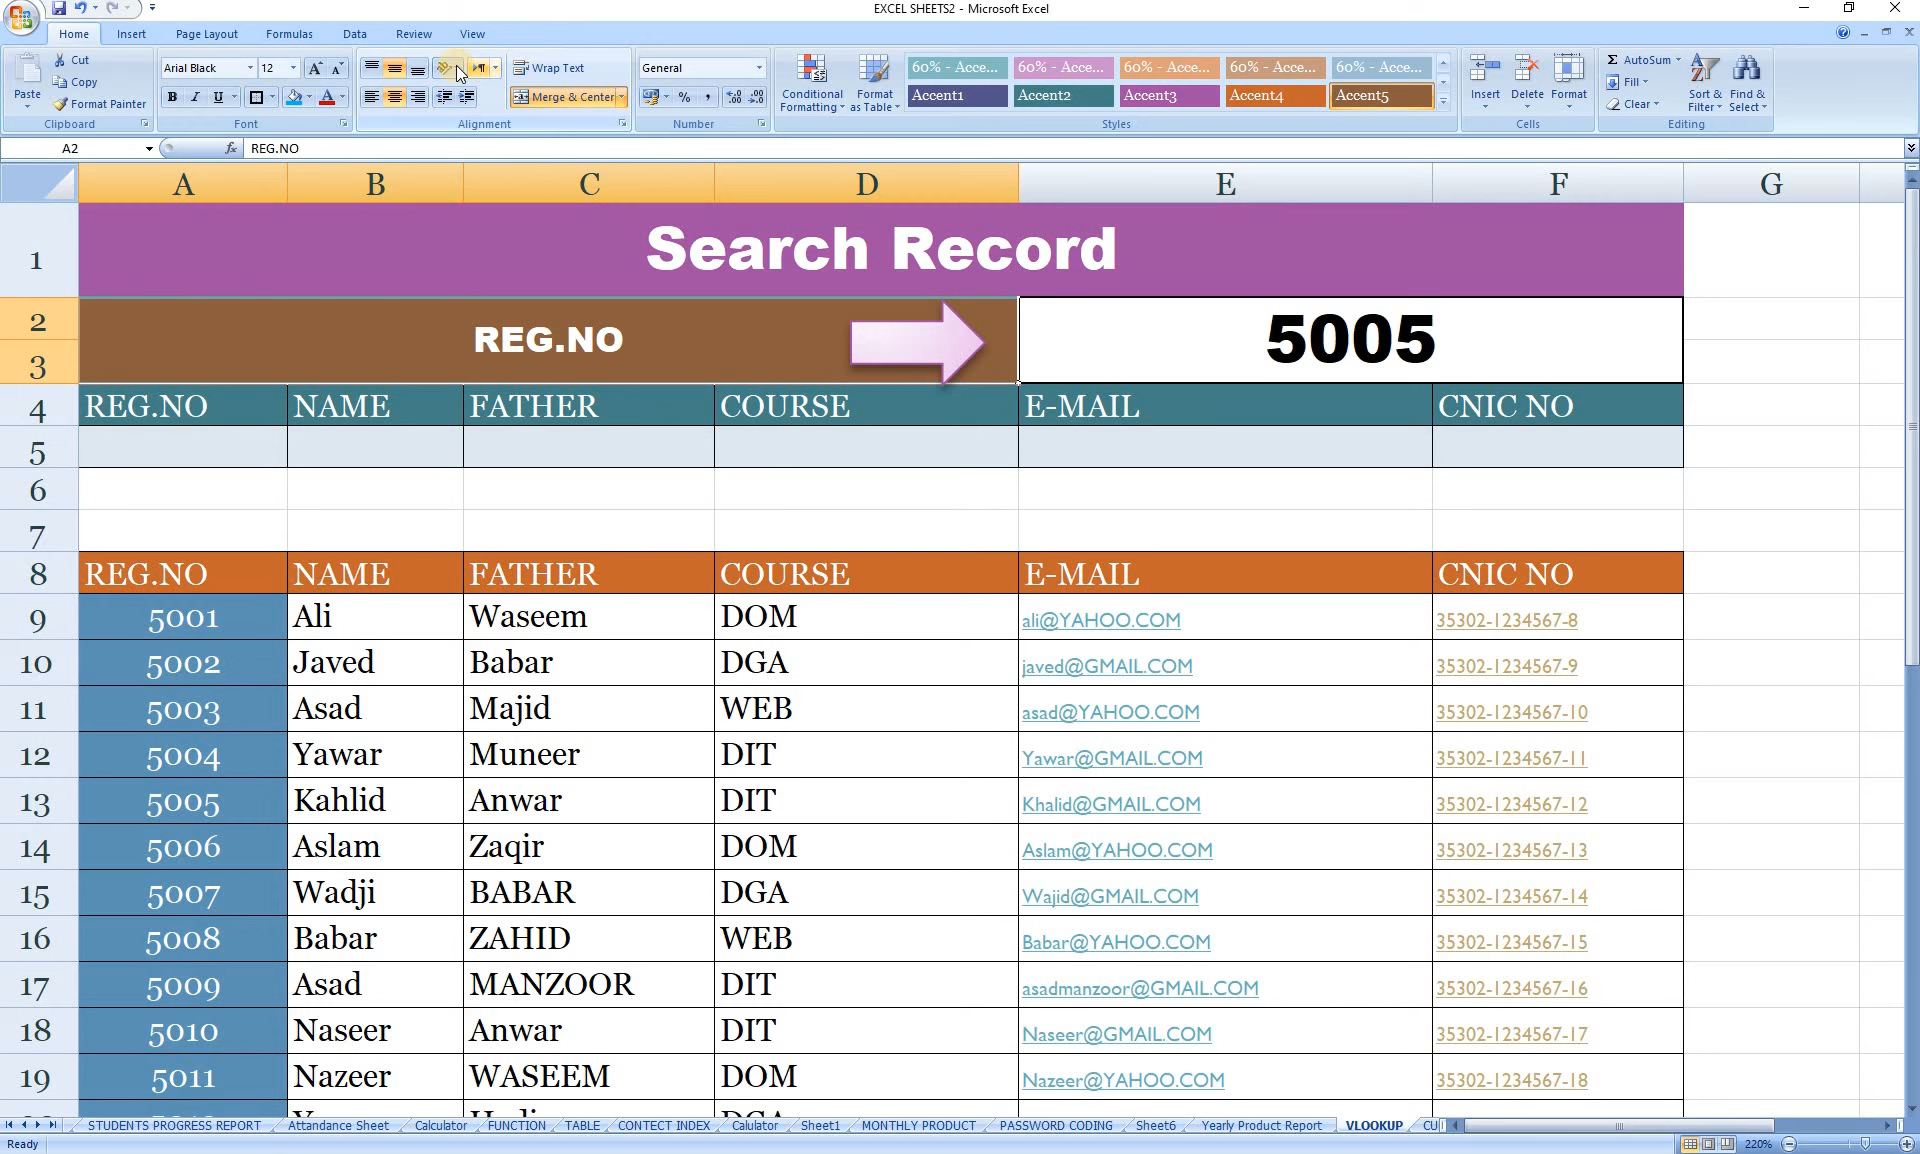 EXCEL SHEETS2 - Microsoft Excel
Home Insert Page Layout Formulas Data Review View
Paste Cut Copy Format Painter Clipboard
Arial Black 12 A A B I U A Font
Wrap Text Merge & Center Alignment
General % , Number
Conditional Formatting Format as Table
60% - Acce... 60% - Acce... 60% - Acce... 60% - Acce... 60% - Acce...
Accent1 Accent2 Accent3 Accent4 Accent5
Styles
Insert Delete Format Cells
Σ AutoSum Fill Clear Sort & Filter Find & Select Editing
A2 fx REG.NO
A B C D E F G
1 Search Record
2 REG.NO 5005
3
4 REG.NO NAME FATHER COURSE E-MAIL CNIC NO
5
6
7
8 REG.NO NAME FATHER COURSE E-MAIL CNIC NO
9 5001 Ali Waseem DOM ali@YAHOO.COM 35302-1234567-8
10 5002 Javed Babar DGA javed@GMAIL.COM 35302-1234567-9
11 5003 Asad Majid WEB asad@YAHOO.COM 35302-1234567-10
12 5004 Yawar Muneer DIT Yawar@GMAIL.COM 35302-1234567-11
13 5005 Kahlid Anwar DIT Khalid@GMAIL.COM 35302-1234567-12
14 5006 Aslam Zaqir DOM Aslam@YAHOO.COM 35302-1234567-13
15 5007 Wadji BABAR DGA Wajid@GMAIL.COM 35302-1234567-14
16 5008 Babar ZAHID WEB Babar@YAHOO.COM 35302-1234567-15
17 5009 Asad MANZOOR DIT asadmanzoor@GMAIL.COM 35302-1234567-16
18 5010 Naseer Anwar DIT Naseer@GMAIL.COM 35302-1234567-17
19 5011 Nazeer WASEEM DOM Nazeer@YAHOO.COM 35302-1234567-18
STUDENTS PROGRESS REPORT Attandance Sheet Calculator FUNCTION TABLE CONTECT INDEX Calulator Sheet1 MONTHLY PRODUCT PASSWORD CODING Sheet6 Yearly Product Report VLOOKUP CU
Ready 220%